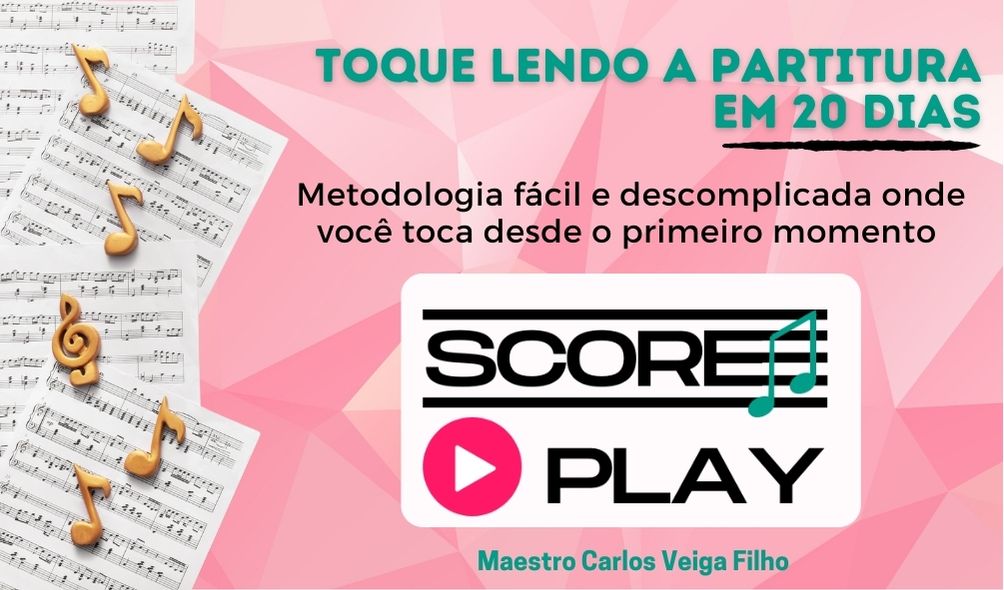 TOQUE LENDO A PARTITURA
EM 20 DIAS
Metodologia fácil e descomplicada onde
você toca desde o primeiro momento
SCORE
PLAY
Maestro Carlos Veiga Filho